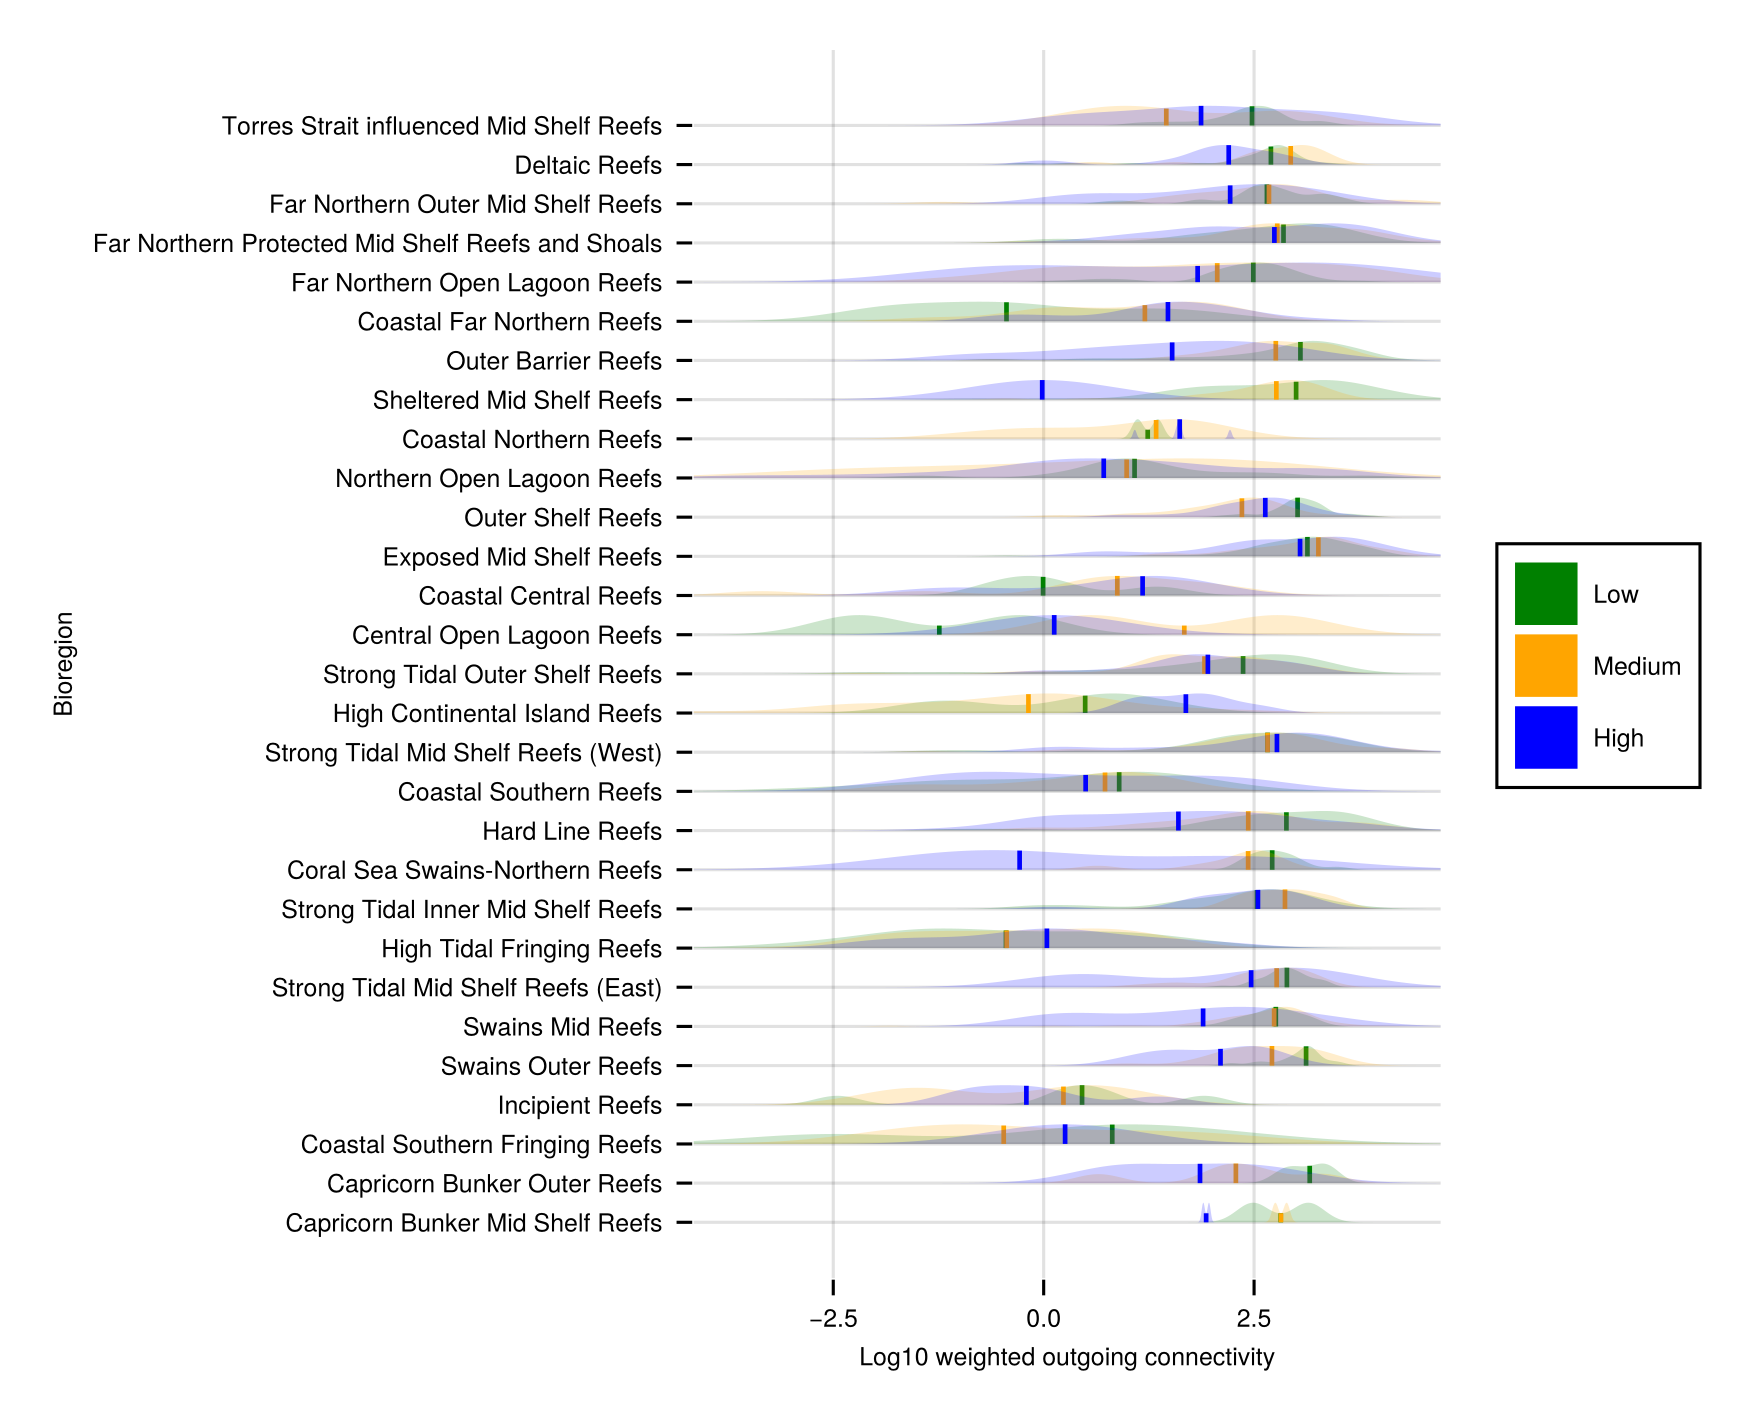 Torres Strait influenced Mid Shelf Reefs
Deltaic Reefs
Far Northern Outer Mid Shelf Reefs
Far Northern Protected Mid Shelf Reefs and Shoals
Far Northern Open Lagoon Reefs
Coastal Far Northern Reefs
Outer Barrier Reefs
Sheltered Mid Shelf Reefs
Coastal Northern Reefs
Northern Open Lagoon Reefs
Outer Shelf Reefs
Exposed Mid Shelf Reefs
Coastal Central Reefs
Central Open Lagoon Reefs
Strong Tidal Outer Shelf Reefs
High Continental Island Reefs
Strong Tidal Mid Shelf Reefs (West)
Coastal Southern Reefs
Hard Line Reefs
Coral Sea Swains-Northern Reefs
Strong Tidal Inner Mid Shelf Reefs
High Tidal Fringing Reefs
Strong Tidal Mid Shelf Reefs (East)
Swains Mid Reefs
Swains Outer Reefs
Incipient Reefs
Coastal Southern Fringing Reefs
Capricorn Bunker Outer Reefs
Capricorn Bunker Mid Shelf Reefs
Bioregion
−2.5 0.0 2.5
Log10 weighted outgoing connectivity
Low
Medium
High